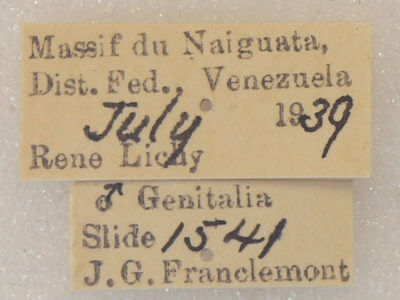 Massif du Naiguata,
Dist. Fed., Venezuela
July 1939
Rene Lichy
♂ Genitalia
Slide 1541
J. G. Franclemont